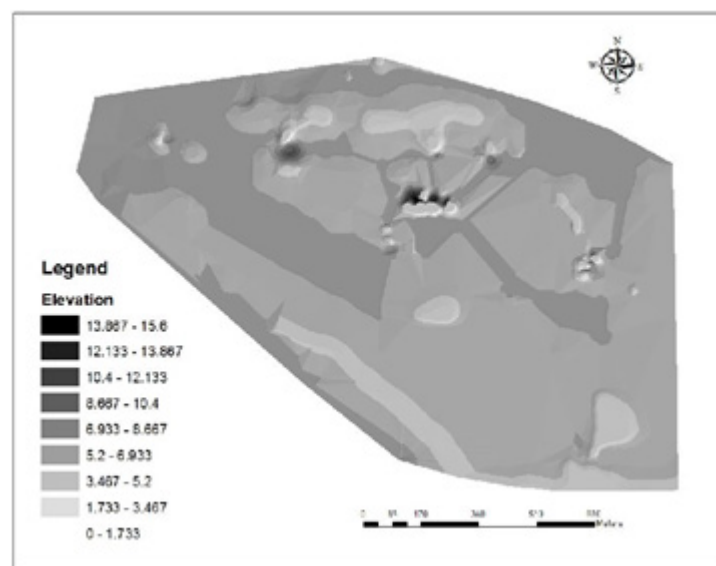 N
W
S
Legend
Elevation
13.867 - 15.6
12.133 - 13.867
10.4 - 12.133
8.667 - 10.4
6.933 - 8.667
5.2 - 6.933
3.467 - 5.2
1.733 - 3.467
0 - 1.733
0 170
Meters